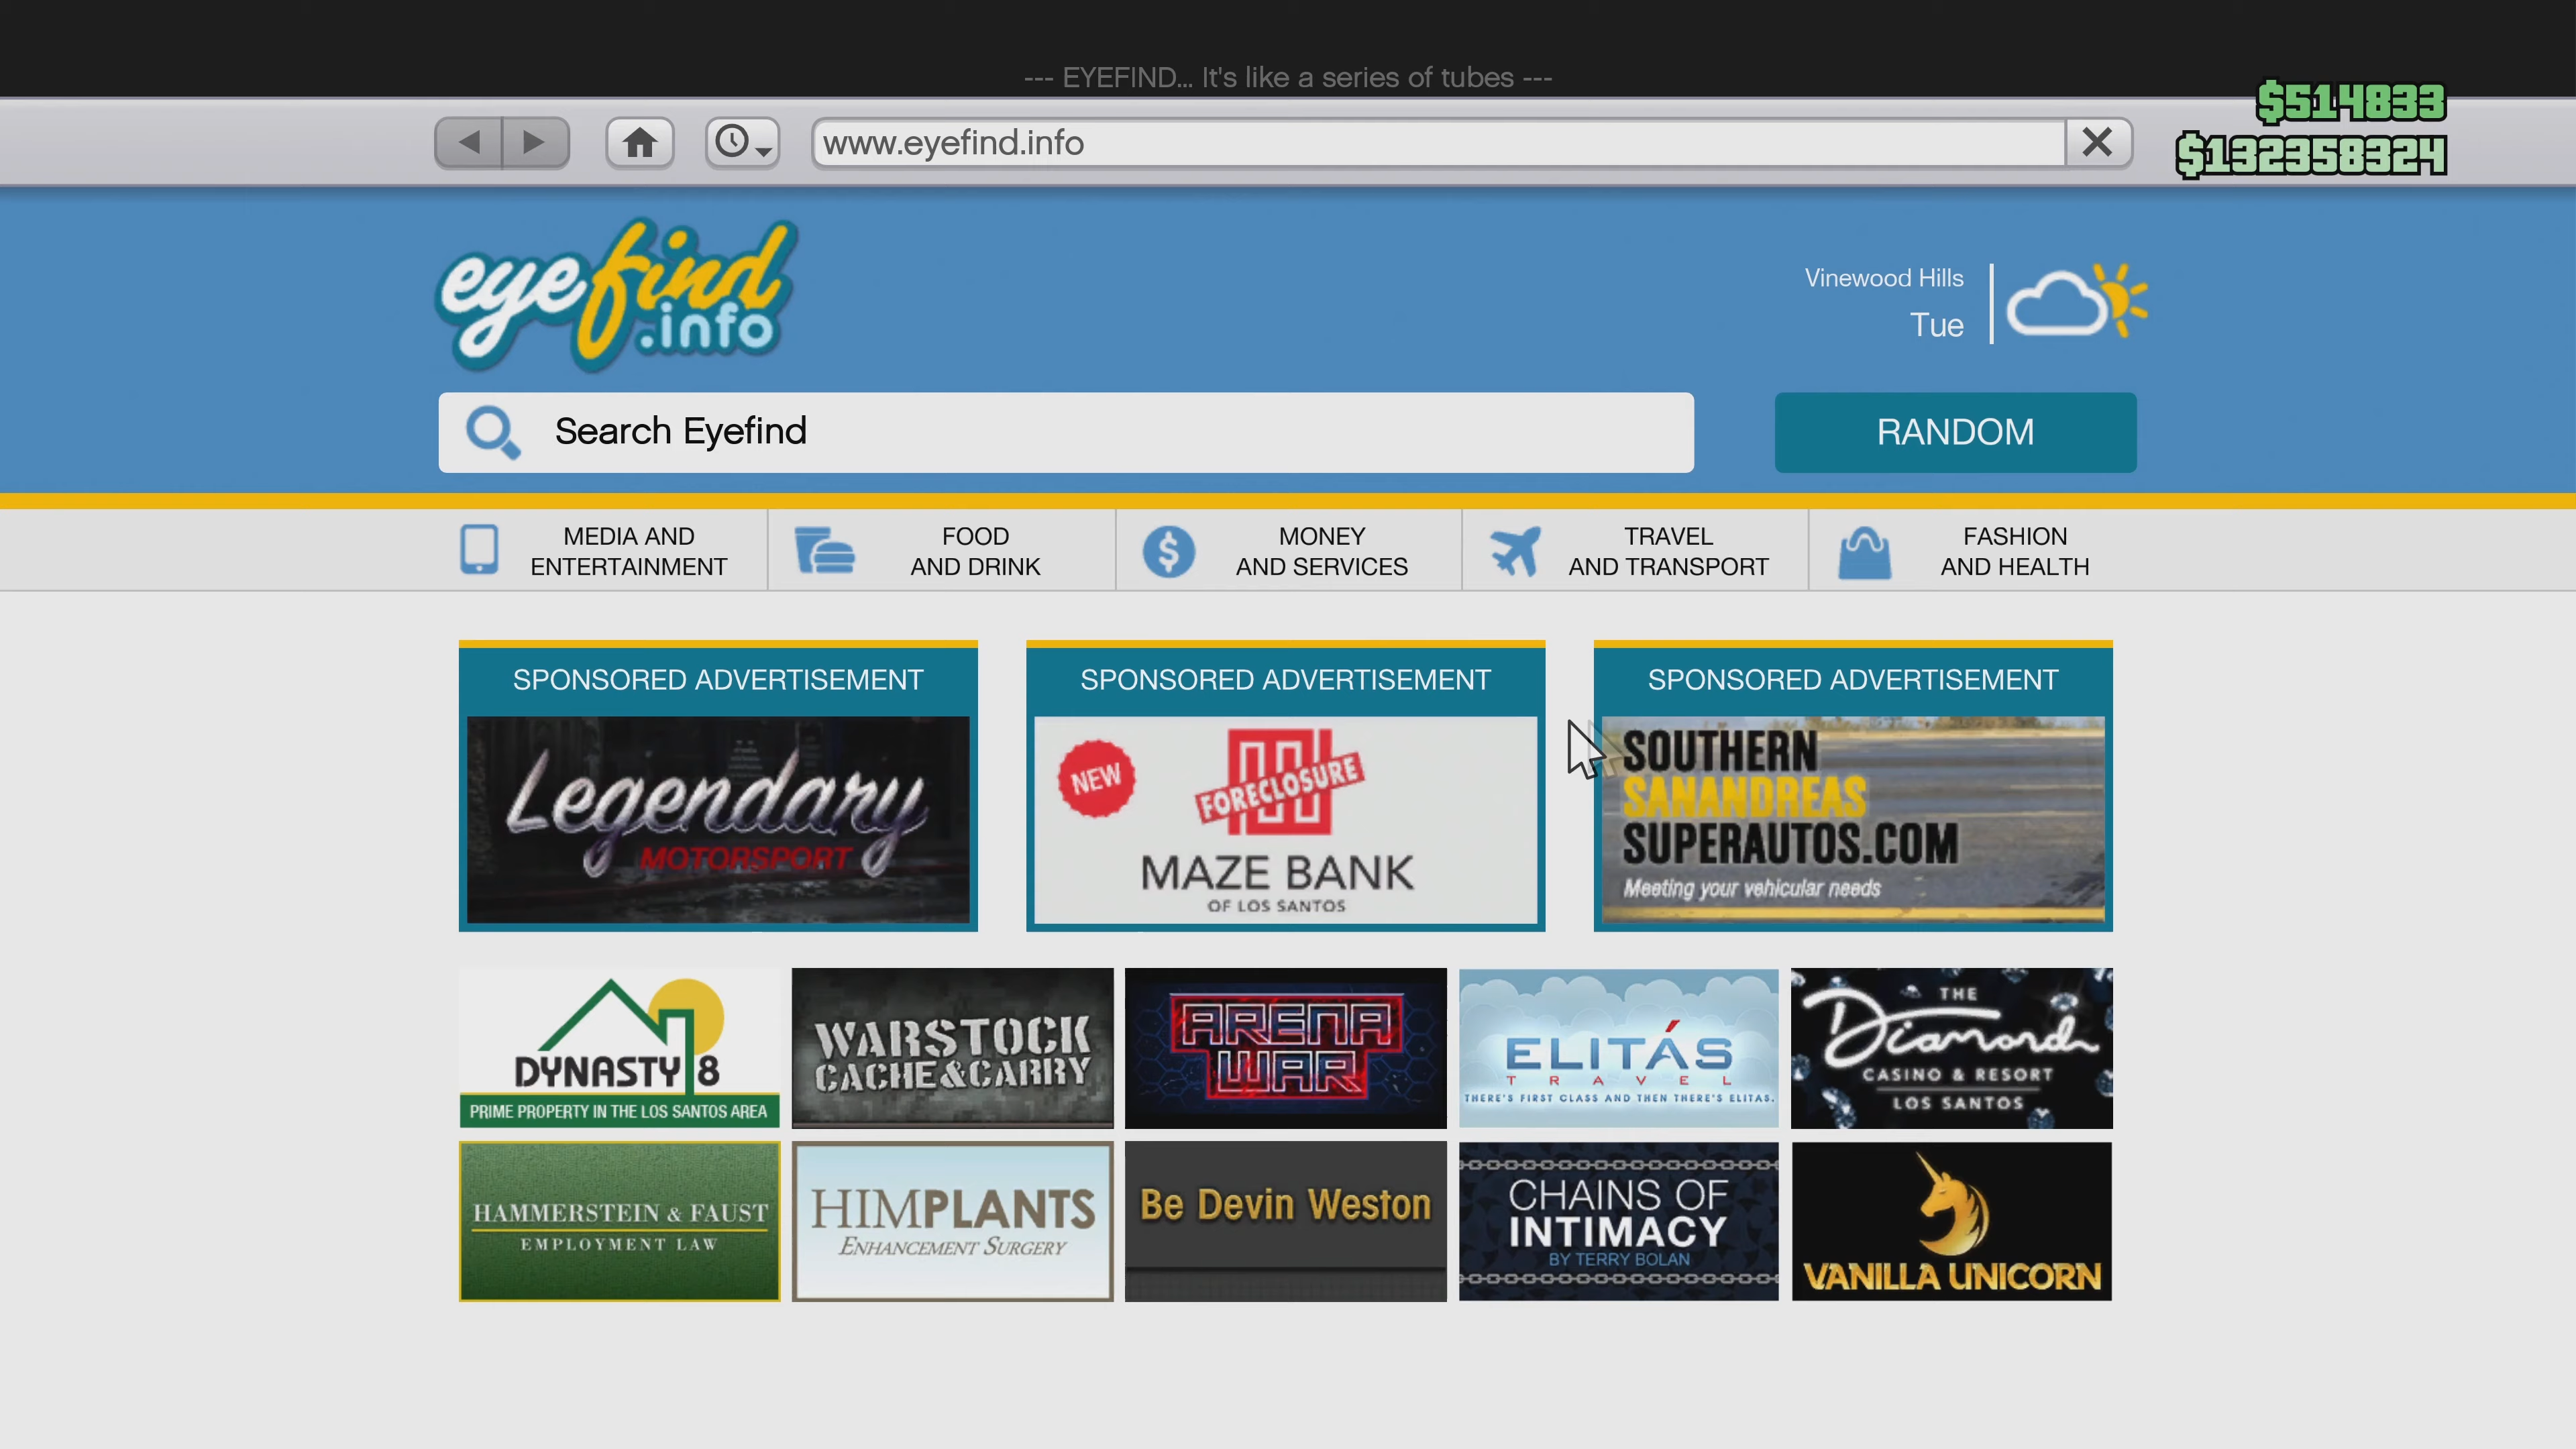 --- EYEFIND... It's like a series of tubes ---
$514833
www.eyefind.info
$132358324
eyefind
.info
Vinewood Hills
Tue
Search Eyefind
RANDOM
MEDIA AND
ENTERTAINMENT
FOOD
AND DRINK
MONEY
AND SERVICES
TRAVEL
AND TRANSPORT
FASHION
AND HEALTH
SPONSORED ADVERTISEMENT
Legendary
MOTORSPORT
SPONSORED ADVERTISEMENT
NEW
FORECLOSURE
MAZE BANK
OF LOS SANTOS
SPONSORED ADVERTISEMENT
SOUTHERN
SANANDREAS
SUPERAUTOS.COM
Meeting your vehicular needs
DYNASTY 8
PRIME PROPERTY IN THE LOS SANTOS AREA
WARSTOCK
CACHE&CARRY
ARENA
WAR
ELITÁS
TRAVEL
THERE'S FIRST CLASS AND THEN THERE'S ELITAS.
THE
Diamond
CASINO & RESORT
LOS SANTOS
HAMMERSTEIN & FAUST
EMPLOYMENT LAW
HIMPLANTS
ENHANCEMENT SURGERY
Be Devin Weston
CHAINS OF
INTIMACY
BY TERRY BOLAN
VANILLA UNICORN